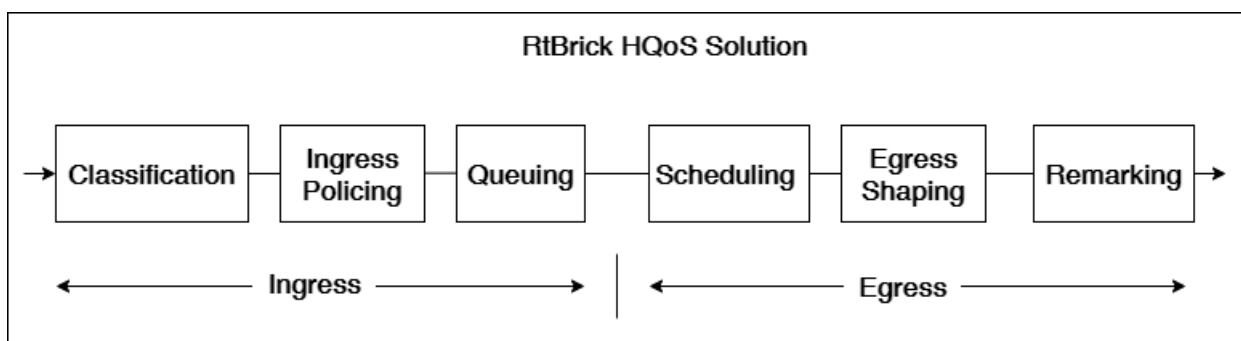 RtBrick HQoS Solution
Classification
Ingress
Policing
Queuing
Scheduling
Egress
Shaping
Remarking
Ingress
Egress